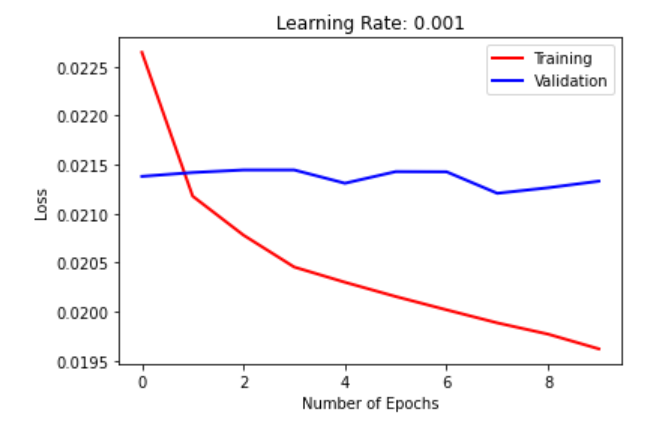 Learning Rate: 0.001
Training
Validation
0.0225
0.0220
0.0215
0.0210
0.0205
0.0200
0.0195
Loss
0 2 4 6 8
Number of Epochs